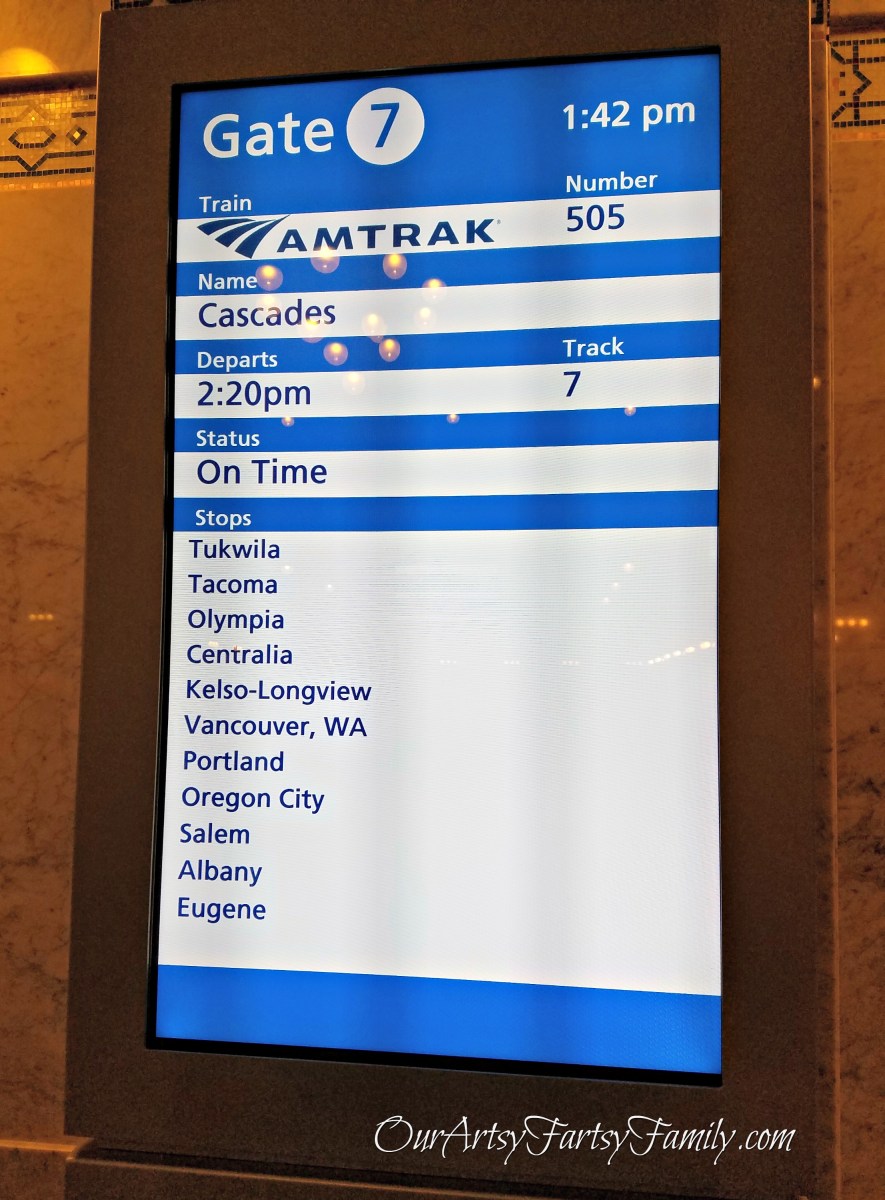 Gate 7 1:42 pm
Train Number
AMTRAK 505
Name
Cascades
Departs Track
2:20pm 7
Status
On Time
Stops
Tukwila
Tacoma
Olympia
Centralia
Kelso-Longview
Vancouver, WA
Portland
Oregon City
Salem
Albany
Eugene
OurArtsyFartsyFamily.com